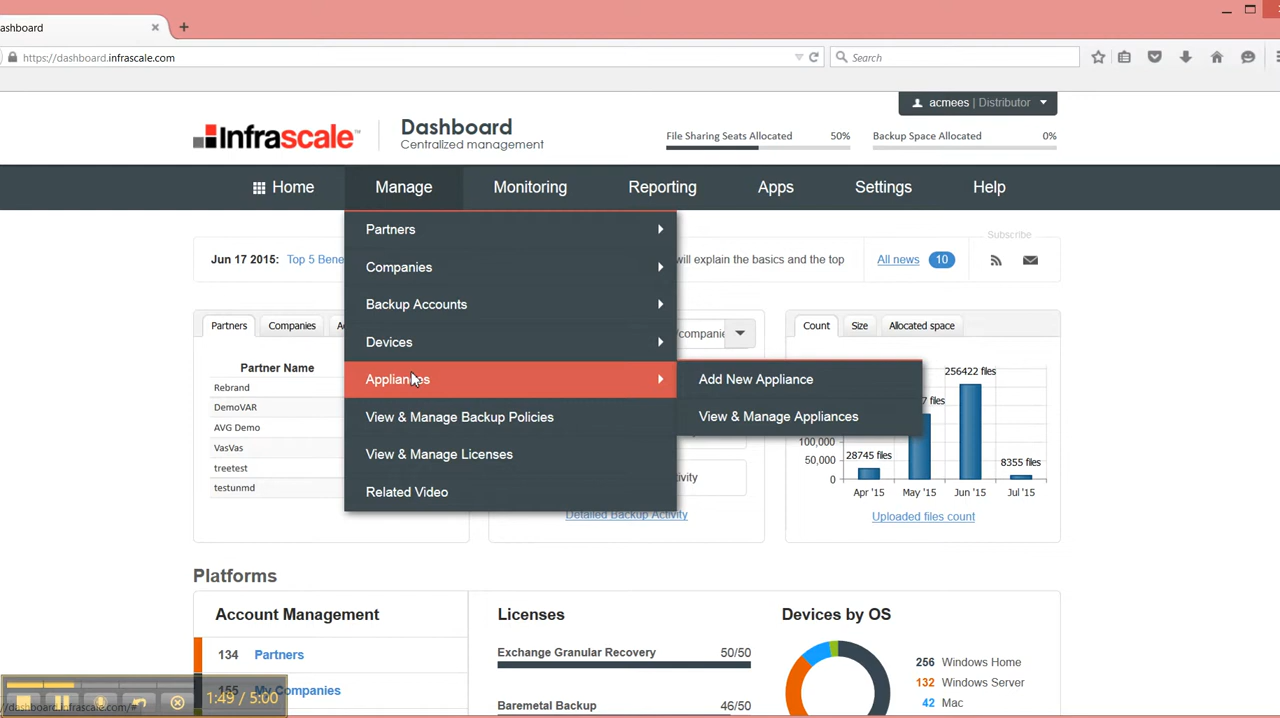 ashboard
https://dashboard.infrascale.com
Search
acmees | Distributor
Infrascale™
Dashboard
Centralized management
File Sharing Seats Allocated 50%
Backup Space Allocated 0%
Home Manage Monitoring Reporting Apps Settings Help
Subscribe
Jun 17 2015: Top 5 Bene
will explain the basics and the top
All news 10
Partners
Companies
Backup Accounts
Devices
Appliances
View & Manage Backup Policies
View & Manage Licenses
Related Video
Add New Appliance
View & Manage Appliances
Partners Companies A
Partner Name
Rebrand
DemoVAR
AVG Demo
VasVas
treetest
testunmd
/companie
ivity
Detailed Backup Activity
Count Size Allocated space
256422 files
7 files
100,000
50,000
0
28745 files
8355 files
Apr '15 May '15 Jun '15 Jul '15
Uploaded files count
Platforms
Account Management
134 Partners
155 My Companies
Licenses
Exchange Granular Recovery 50/50
Baremetal Backup 46/50
Devices by OS
256 Windows Home
132 Windows Server
42 Mac
1:49 / 5:00
//dashboard.infrascale.com/#